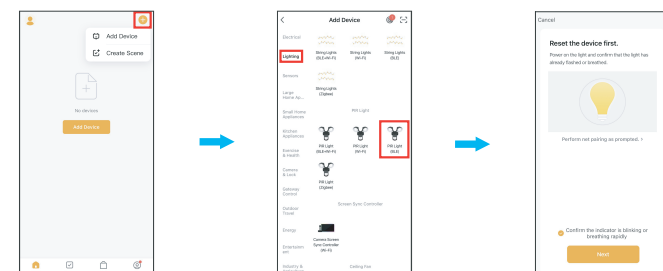 Add Device
Create Scene
No devices
Add Device
Add Device
Electrical
Lighting
Sensors
Large
Home Ap...
Small Home
Appliances
Kitchen
Appliances
Exercise
& Health
Camera
& Lock
Gateway
Control
Outdoor
Travel
Energy
Entertainm
ent
Industry &
String Lights
(BLE+Wi-Fi)
String Lights
(Wi-Fi)
String Lights
(BLE)
String Lights
(Zigbee)
PIR Light
PIR Light
(BLE+Wi-Fi)
PIR Light
(Wi-Fi)
PIR Light
(BLE)
PIR Light
(Zigbee)
Screen Sync Controller
Camera Screen
Sync Controller
(Wi-Fi)
Ceiling Fan
Cancel
Reset the device first.
Power on the light and confirm that the light has
already flashed or breathed.
Perform net pairing as prompted. >
Confirm the indicator is blinking or
breathing rapidly
Next